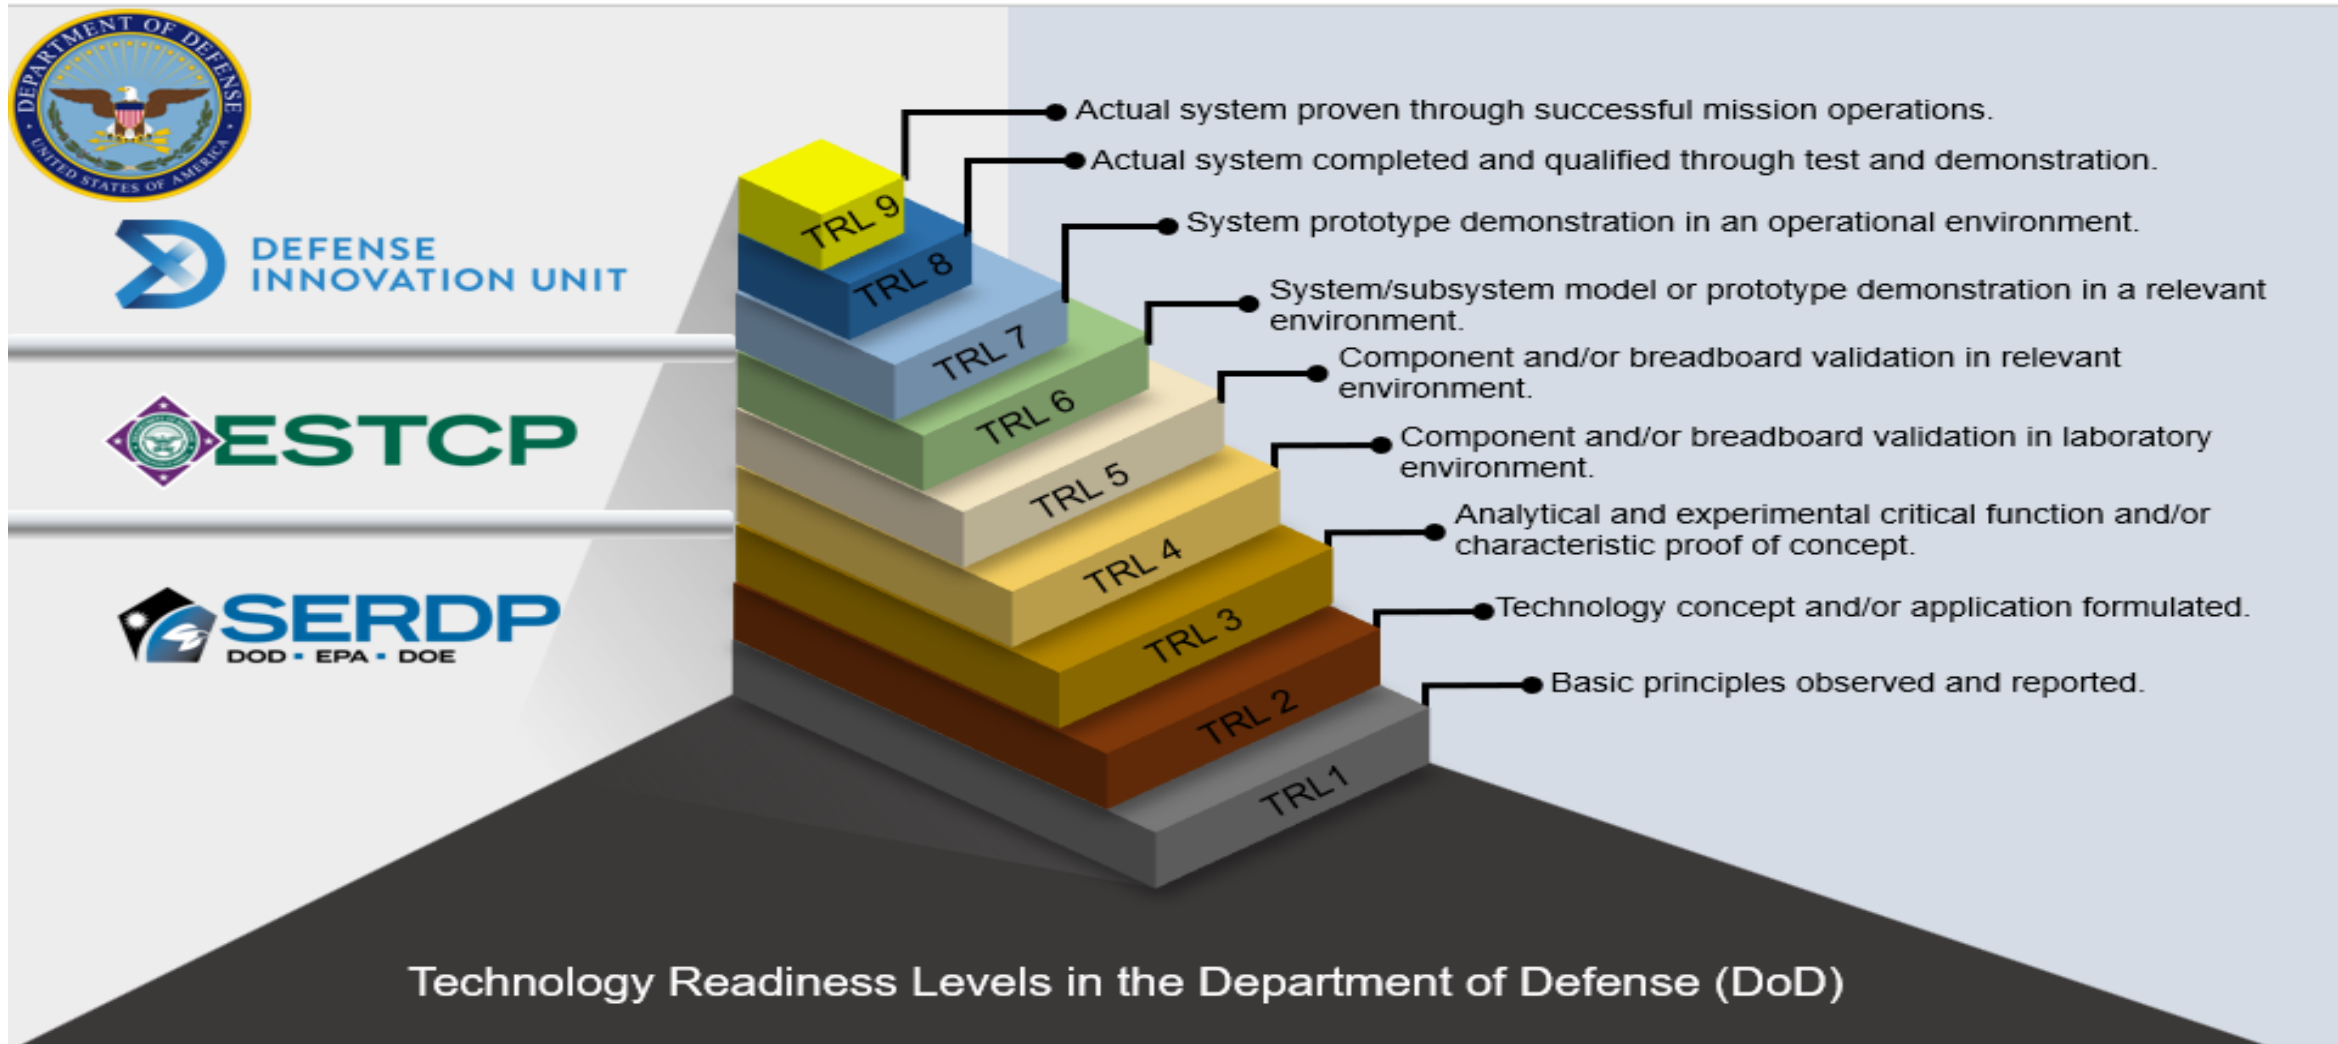 DEPARTMENT OF DEFENSE
UNITED STATES OF AMERICA
DEFENSE
INNOVATION UNIT
ESTCP
SERDP
DOD ▪ EPA ▪ DOE
TRL 9
TRL 8
TRL 7
TRL 6
TRL 5
TRL 4
TRL 3
TRL 2
TRL1
Actual system proven through successful mission operations.
Actual system completed and qualified through test and demonstration.
System prototype demonstration in an operational environment.
System/subsystem model or prototype demonstration in a relevant
environment.
Component and/or breadboard validation in relevant
environment.
Component and/or breadboard validation in laboratory
environment.
Analytical and experimental critical function and/or
characteristic proof of concept.
Technology concept and/or application formulated.
Basic principles observed and reported.
Technology Readiness Levels in the Department of Defense (DoD)